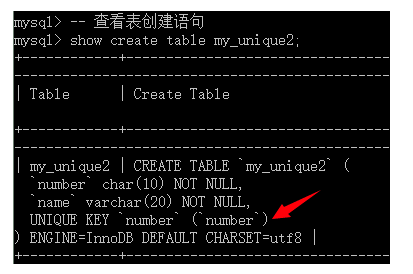 mysql> -- 查看表创建语句
mysql> show create table my_unique2;
+------------+-----------------------------------
--------------------------------------------------
| Table      | Create Table

+------------+-----------------------------------
--------------------------------------------------
| my_unique2 | CREATE TABLE `my_unique2` (
  `number` char(10) NOT NULL,
  `name` varchar(20) NOT NULL,
  UNIQUE KEY `number` (`number`)
) ENGINE=InnoDB DEFAULT CHARSET=utf8 |
+------------+-----------------------------------